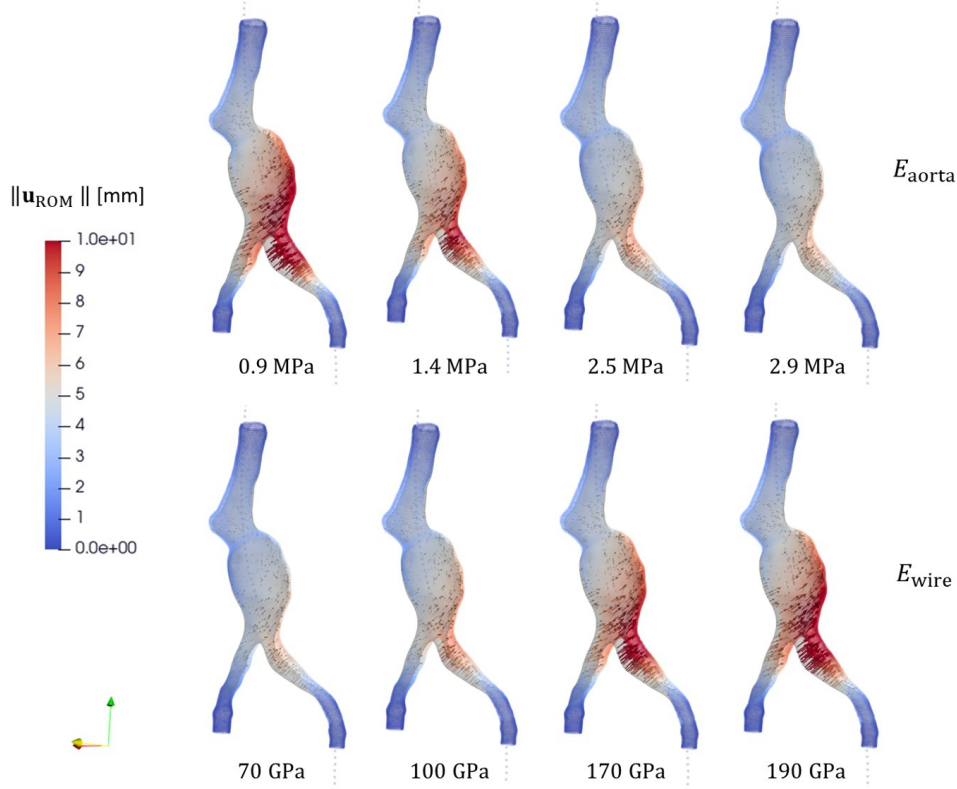 E_aorta
‖u_ROM ‖ [mm]
1.0e+01
9
8
7
6
5
4
3
2
1
0.0e+00
0.9 MPa 1.4 MPa 2.5 MPa 2.9 MPa
E_wire
70 GPa 100 GPa 170 GPa 190 GPa